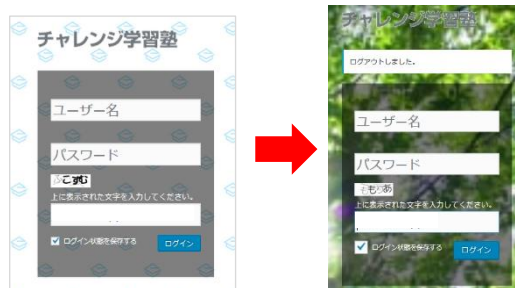 チャレンジ学習塾
ユーザー名
パスワード
上に表示された文字を入力してください。
ログイン状態を保存する
ログイン
チャレンジ学習塾
ログアウトしました。
ユーザー名
パスワード
上に表示された文字を入力してください。
ログイン状態を保存する
ログイン